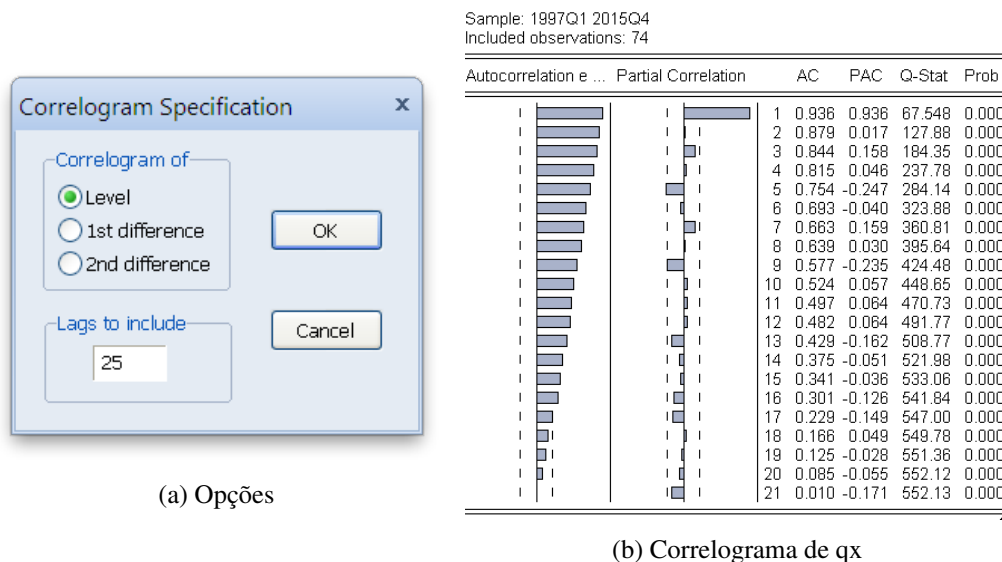 Correlogram Specification
x
Correlogram of
Level
1st difference
2nd difference
OK
Lags to include
25
Cancel
(a) Opções
Sample: 1997Q1 2015Q4
Included observations: 74
Autocorrelation e ... Partial Correlation AC PAC Q-Stat Prob
1 0.936 0.936 67.548 0.000
2 0.879 0.017 127.88 0.000
3 0.844 0.158 184.35 0.000
4 0.815 0.046 237.78 0.000
5 0.754 -0.247 284.14 0.000
6 0.693 -0.040 323.88 0.000
7 0.663 0.159 360.81 0.000
8 0.639 0.030 395.64 0.000
9 0.577 -0.235 424.48 0.000
10 0.524 0.057 448.65 0.000
11 0.497 0.064 470.73 0.000
12 0.482 0.064 491.77 0.000
13 0.429 -0.162 508.77 0.000
14 0.375 -0.051 521.98 0.000
15 0.341 -0.036 533.06 0.000
16 0.301 -0.126 541.84 0.000
17 0.229 -0.149 547.00 0.000
18 0.166 0.049 549.78 0.000
19 0.125 -0.028 551.36 0.000
20 0.085 -0.055 552.12 0.000
21 0.010 -0.171 552.13 0.000
(b) Correlograma de qx